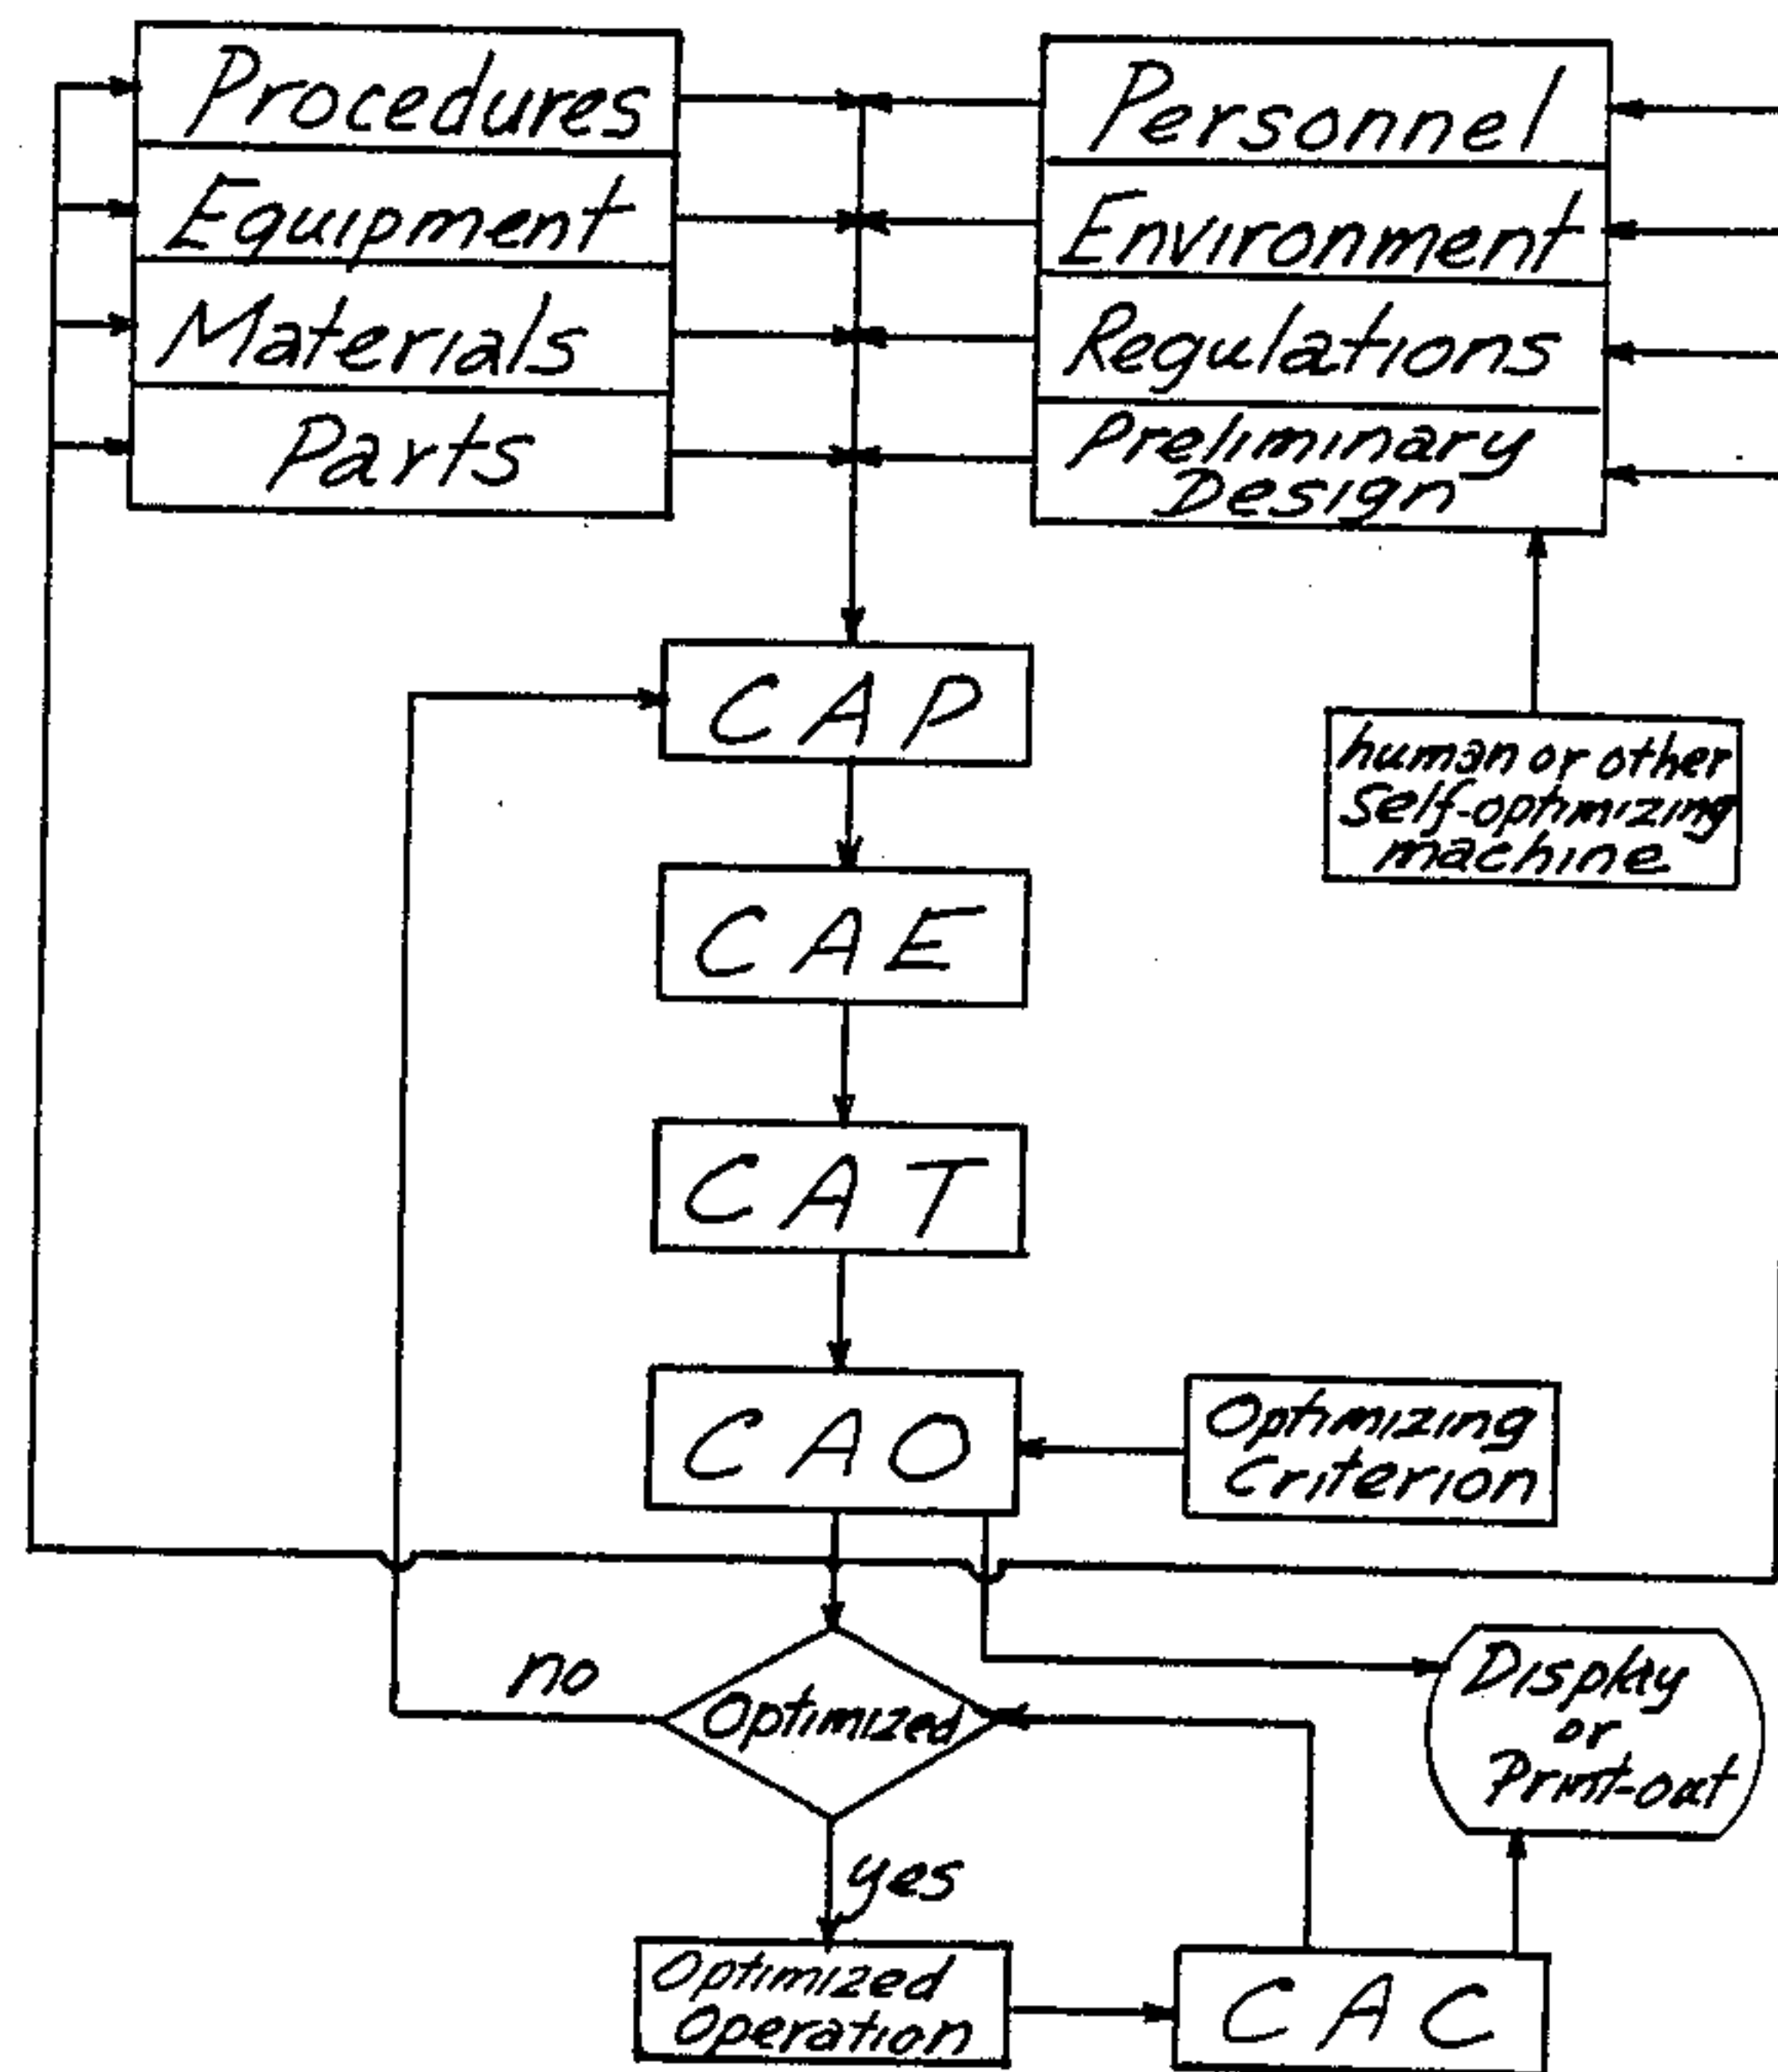 Procedures
Equipment
Materials
Parts
Personnel
Environment
Regulations
Preliminary
Design
CAP
human or other
self-optimizing
machine
CAE
CAT
CAO
Optimizing
Criterion
no
Optimized
Display
or
Print-out
yes
Optimized
Operation
CAC